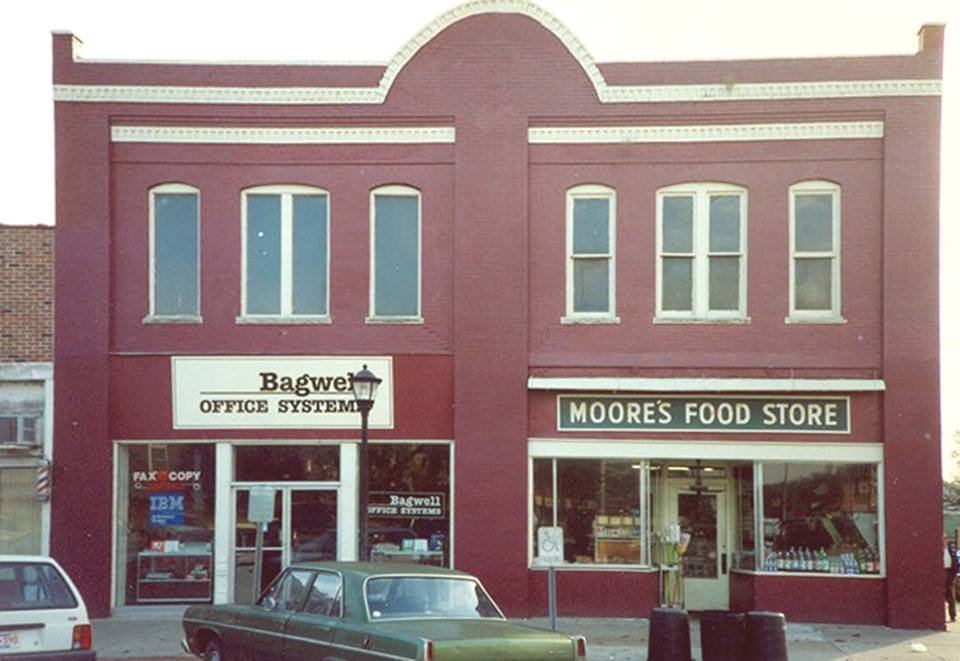 Bagwell
OFFICE SYSTEMS
MOORE'S FOOD STORE
FAX COPY
IBM
Bagwell
OFFICE SYSTEMS